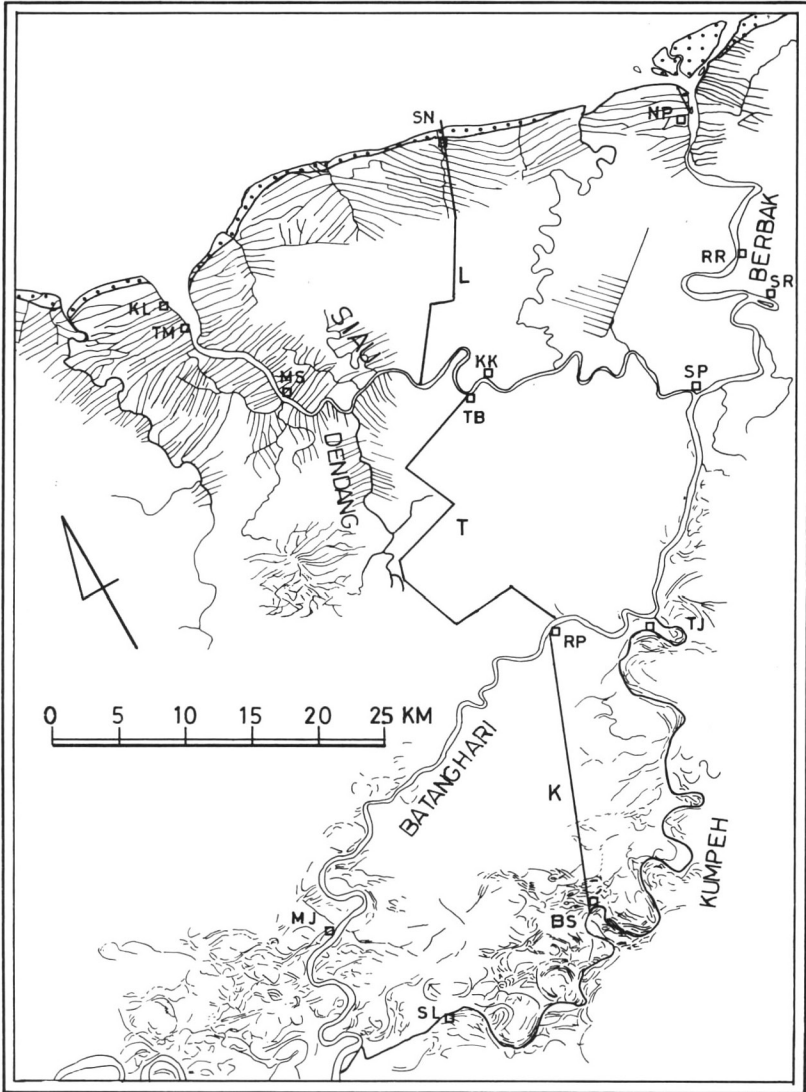 SN
NP
BERBAK
RR
SR
L
KL
TM
SIAU
KK
MS
SP
TB
DENDANG
T
TJ
RP
0 5 10 15 20 25 KM
BATANGHARI
K
KUMPEH
BS
MJ
SL